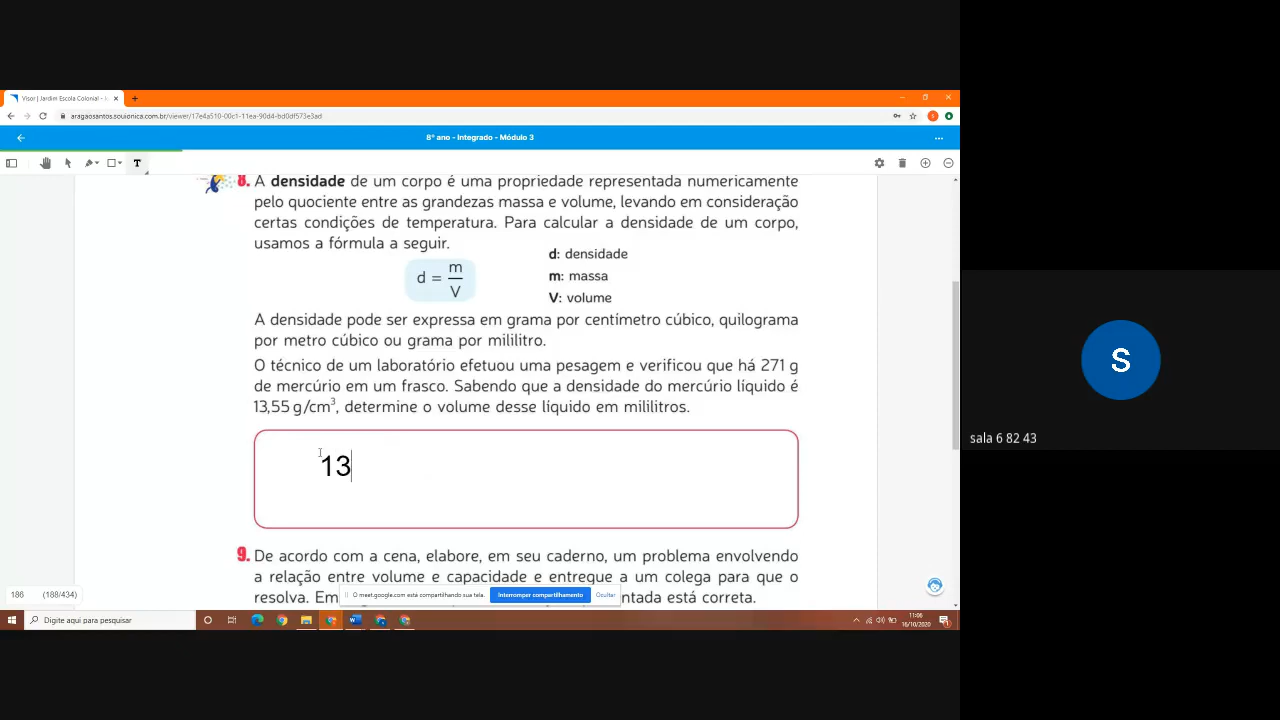 Visor | Jardim Escola Colonial - I.
aragaosantos.souionica.com.br/viewer/17e4a510-00c1-11ea-90d4-bd0df573e3ad
8º ano - Integrado - Módulo 3
T
8. A densidade de um corpo é uma propriedade representada numericamente
pelo quociente entre as grandezas massa e volume, levando em consideração
certas condições de temperatura. Para calcular a densidade de um corpo,
usamos a fórmula a seguir.
d = m/V
d: densidade
m: massa
V: volume
A densidade pode ser expressa em grama por centímetro cúbico, quilograma
por metro cúbico ou grama por mililitro.
O técnico de um laboratório efetuou uma pesagem e verificou que há 271 g
de mercúrio em um frasco. Sabendo que a densidade do mercúrio líquido é
13,55 g/cm³, determine o volume desse líquido em mililitros.
13
9. De acordo com a cena, elabore, em seu caderno, um problema envolvendo
a relação entre volume e capacidade e entregue a um colega para que o
resolva. Em ntada está correta.
186 (188/434)
O meet.google.com está compartilhando sua tela.
Interromper compartilhamento
Ocultar
Digite aqui para pesquisar
11:06
16/10/2020
S
sala 6 82 43